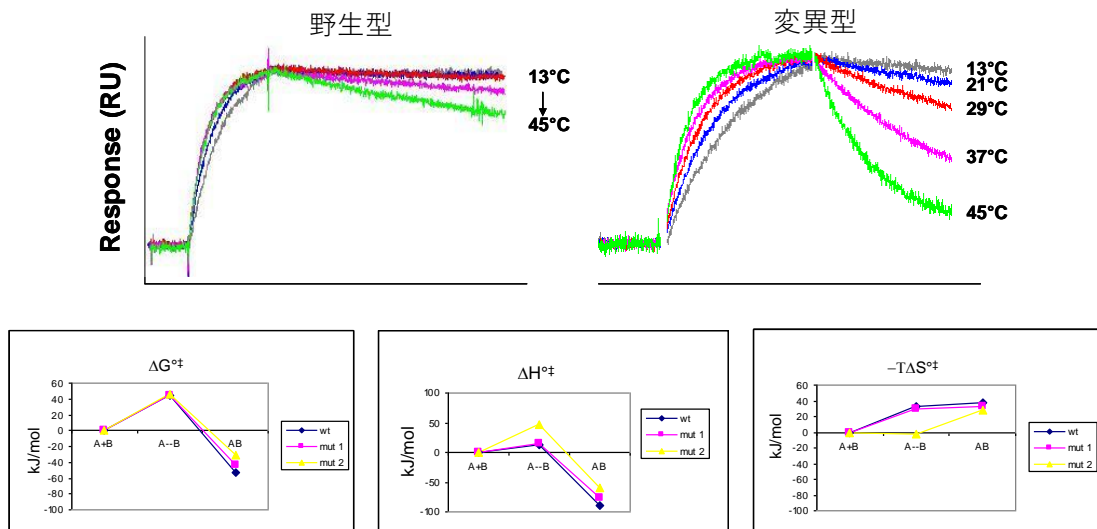 野生型
変異型
Response (RU)
13°C
45°C
13°C
21°C
29°C
37°C
45°C
ΔG°‡
60
40
20
0
-20
-40
-60
-80
-100
kJ/mol
A+B
A--B
AB
wt
mut 1
mut 2
ΔH°‡
100
50
0
-50
-100
kJ/mol
A+B
A--B
AB
wt
mut 1
mut 2
–TΔS°‡
60
40
20
0
-20
-40
-60
-80
-100
kJ/mol
A+B
A--B
AB
wt
mut 1
mut 2